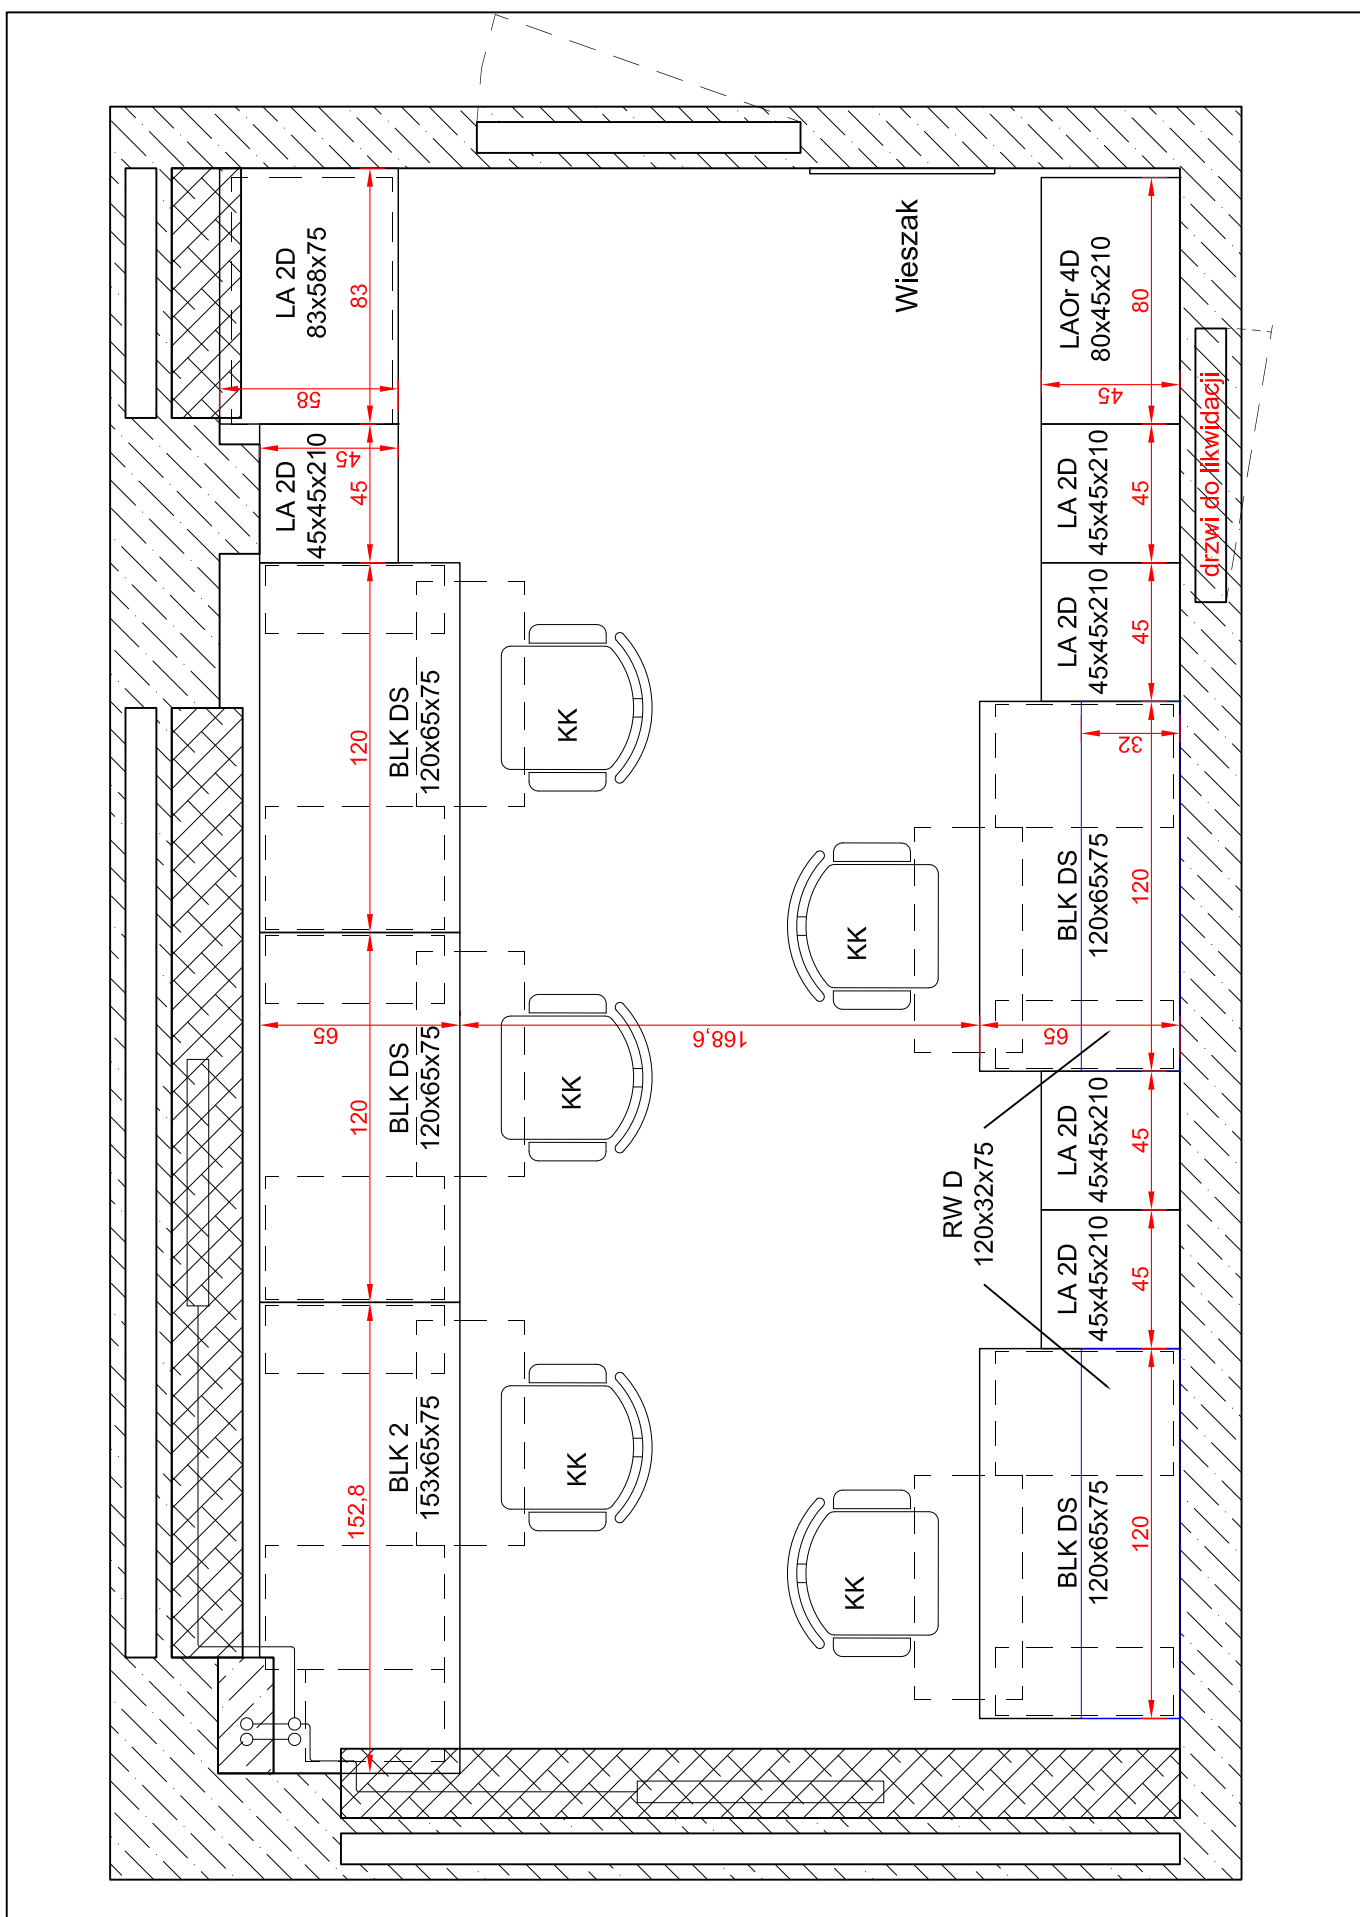 LA 2D
83x58x75
83
58
LA 2D
45x45x210
45
45
BLK DS
120x65x75
120
BLK DS
120x65x75
120
65
BLK 2
153x65x75
152,8
KK
KK
KK
168,6
Wieszak
KK
KK
RW D
120x32x75
LAOr 4D
80x45x210
80
45
LA 2D
45x45x210
45
LA 2D
45x45x210
45
BLK DS
120x65x75
120
32
65
LA 2D
45x45x210
45
LA 2D
45x45x210
45
BLK DS
120x65x75
120
drzwi do likwidacji